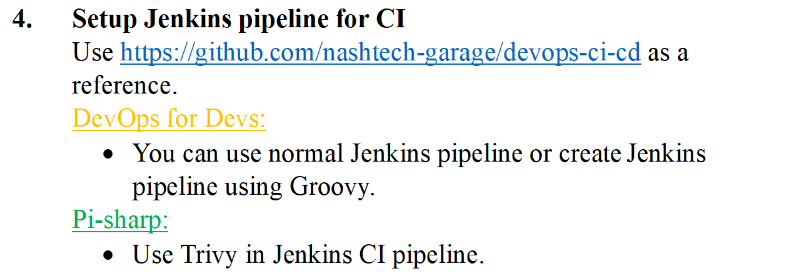 4. Setup Jenkins pipeline for CI
Use https://github.com/nashtech-garage/devops-ci-cd as a
reference.
DevOps for Devs:
• You can use normal Jenkins pipeline or create Jenkins
pipeline using Groovy.
Pi-sharp:
• Use Trivy in Jenkins CI pipeline.